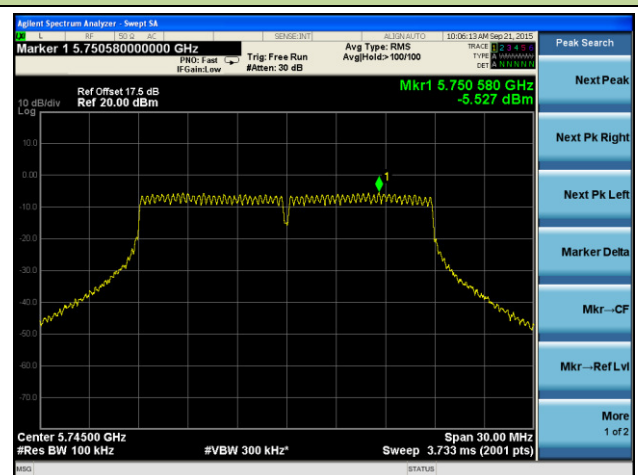 Agilent Spectrum Analyzer - Swept SA
L RF 50 Ω AC SENSE:INT ALIGN AUTO 10:06:13 AM Sep 21, 2015
Marker 1 5.750580000000 GHz
PNO: Fast
IFGain:Low
Trig: Free Run
#Atten: 30 dB
Avg Type: RMS
Avg|Hold:> 100/100
TRACE 1 2 3 4 5 6
TYPE A WWWWW
DET A N N N N N
Peak Search
Mkr1 5.750 580 GHz
-5.527 dBm
Ref Offset 17.5 dB
10 dB/div Ref 20.00 dBm
Log
10.0
0.00
-10.0
-20.0
-30.0
-40.0
-50.0
-60.0
-70.0
1
Next Peak
Next Pk Right
Next Pk Left
Marker Delta
Mkr→CF
Mkr→Ref Lvl
More
1 of 2
Center 5.74500 GHz Span 30.00 MHz
#Res BW 100 kHz #VBW 300 kHz* Sweep 3.733 ms (2001 pts)
MSG STATUS